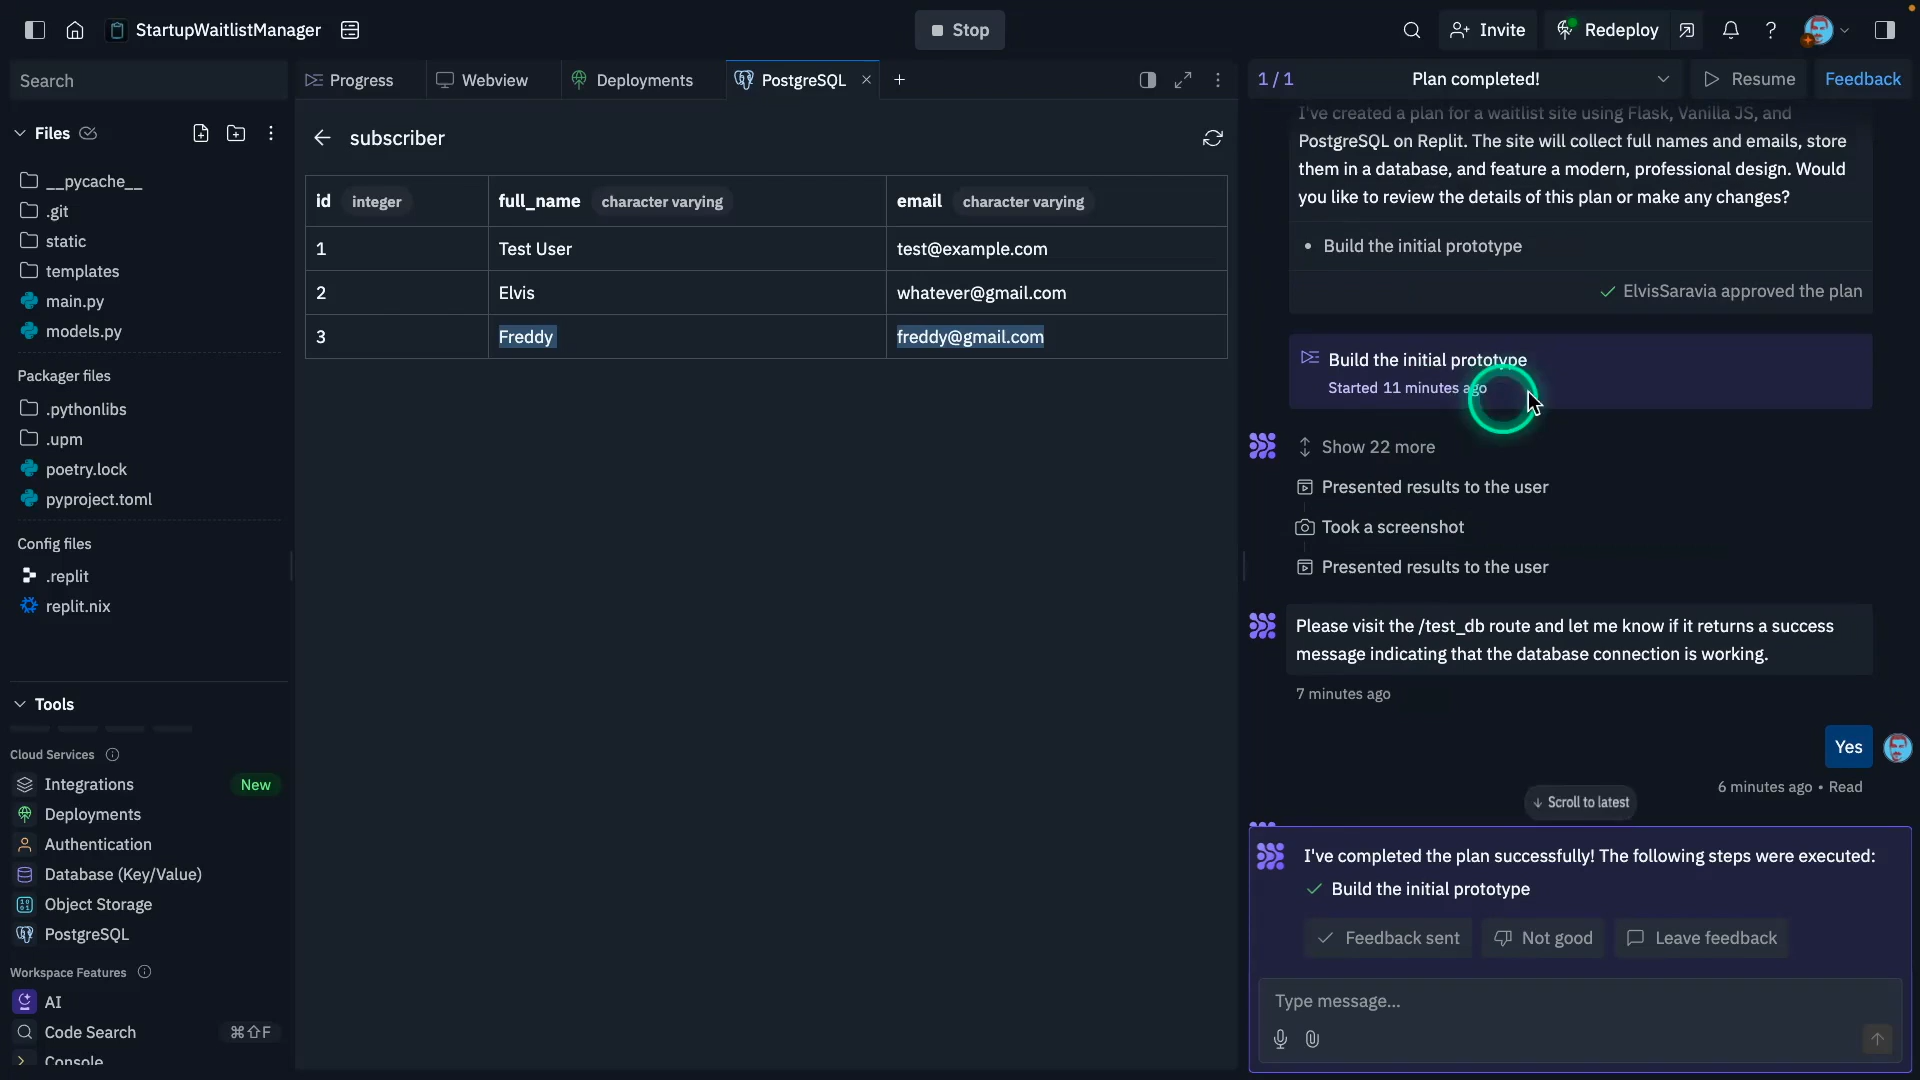 StartupWaitlistManager
Stop
Invite
Redeploy
Search
Progress
Webview
Deployments
PostgreSQL
1 / 1
Plan completed!
Resume
Feedback
Files
__pycache__
.git
static
templates
main.py
models.py
Packager files
.pythonlibs
.upm
poetry.lock
pyproject.toml
Config files
.replit
replit.nix
Tools
Cloud Services
Integrations New
Deployments
Authentication
Database (Key/Value)
Object Storage
PostgreSQL
Workspace Features
AI
Code Search ⌘⇧F
Console
subscriber
id integer full_name character varying email character varying
1 Test User test@example.com
2 Elvis whatever@gmail.com
3 Freddy freddy@gmail.com
I've created a plan for a waitlist site using Flask, Vanilla JS, and
PostgreSQL on Replit. The site will collect full names and emails, store
them in a database, and feature a modern, professional design. Would
you like to review the details of this plan or make any changes?
• Build the initial prototype
ElvisSaravia approved the plan
Build the initial prototype
Started 11 minutes ago
Show 22 more
Presented results to the user
Took a screenshot
Presented results to the user
Please visit the /test_db route and let me know if it returns a success
message indicating that the database connection is working.
7 minutes ago
Yes
6 minutes ago • Read
Scroll to latest
I've completed the plan successfully! The following steps were executed:
Build the initial prototype
Feedback sent
Not good
Leave feedback
Type message...